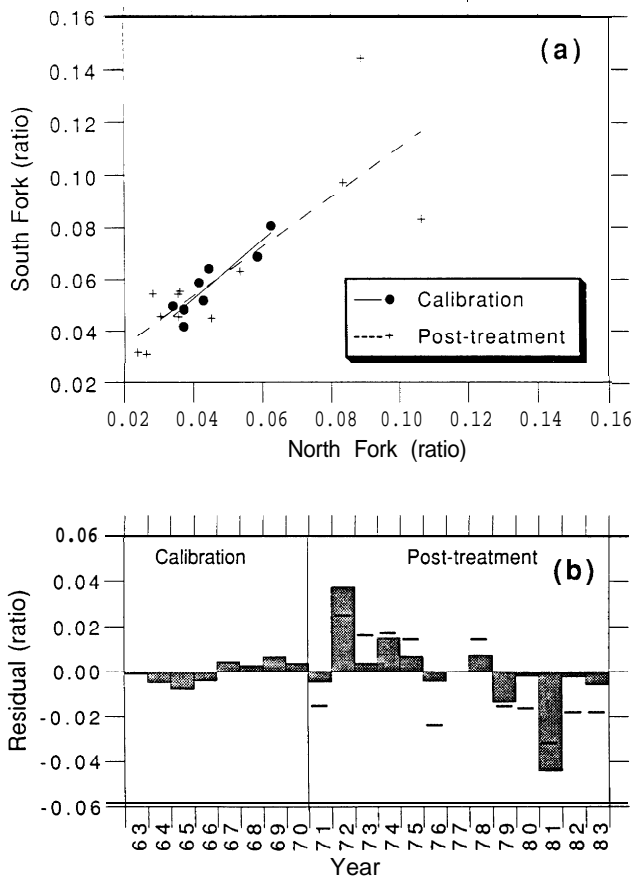 0.16
(a)
0.14
0.12
0.10
0.08
0.06
0.04
0.02
South Fork (ratio)
Calibration
Post-treatment
0.02 0.04 0.06 0.08 0.10 0.12 0.14 0.16
North Fork (ratio)
0.06
Calibration Post-treatment (b)
0.04
0.02
0.00
-0.02
-0.04
-0.06
Residual (ratio)
63 64 65 66 67 68 69 70 71 72 73 74 75 76 77 78 79 80 81 82 83
Year